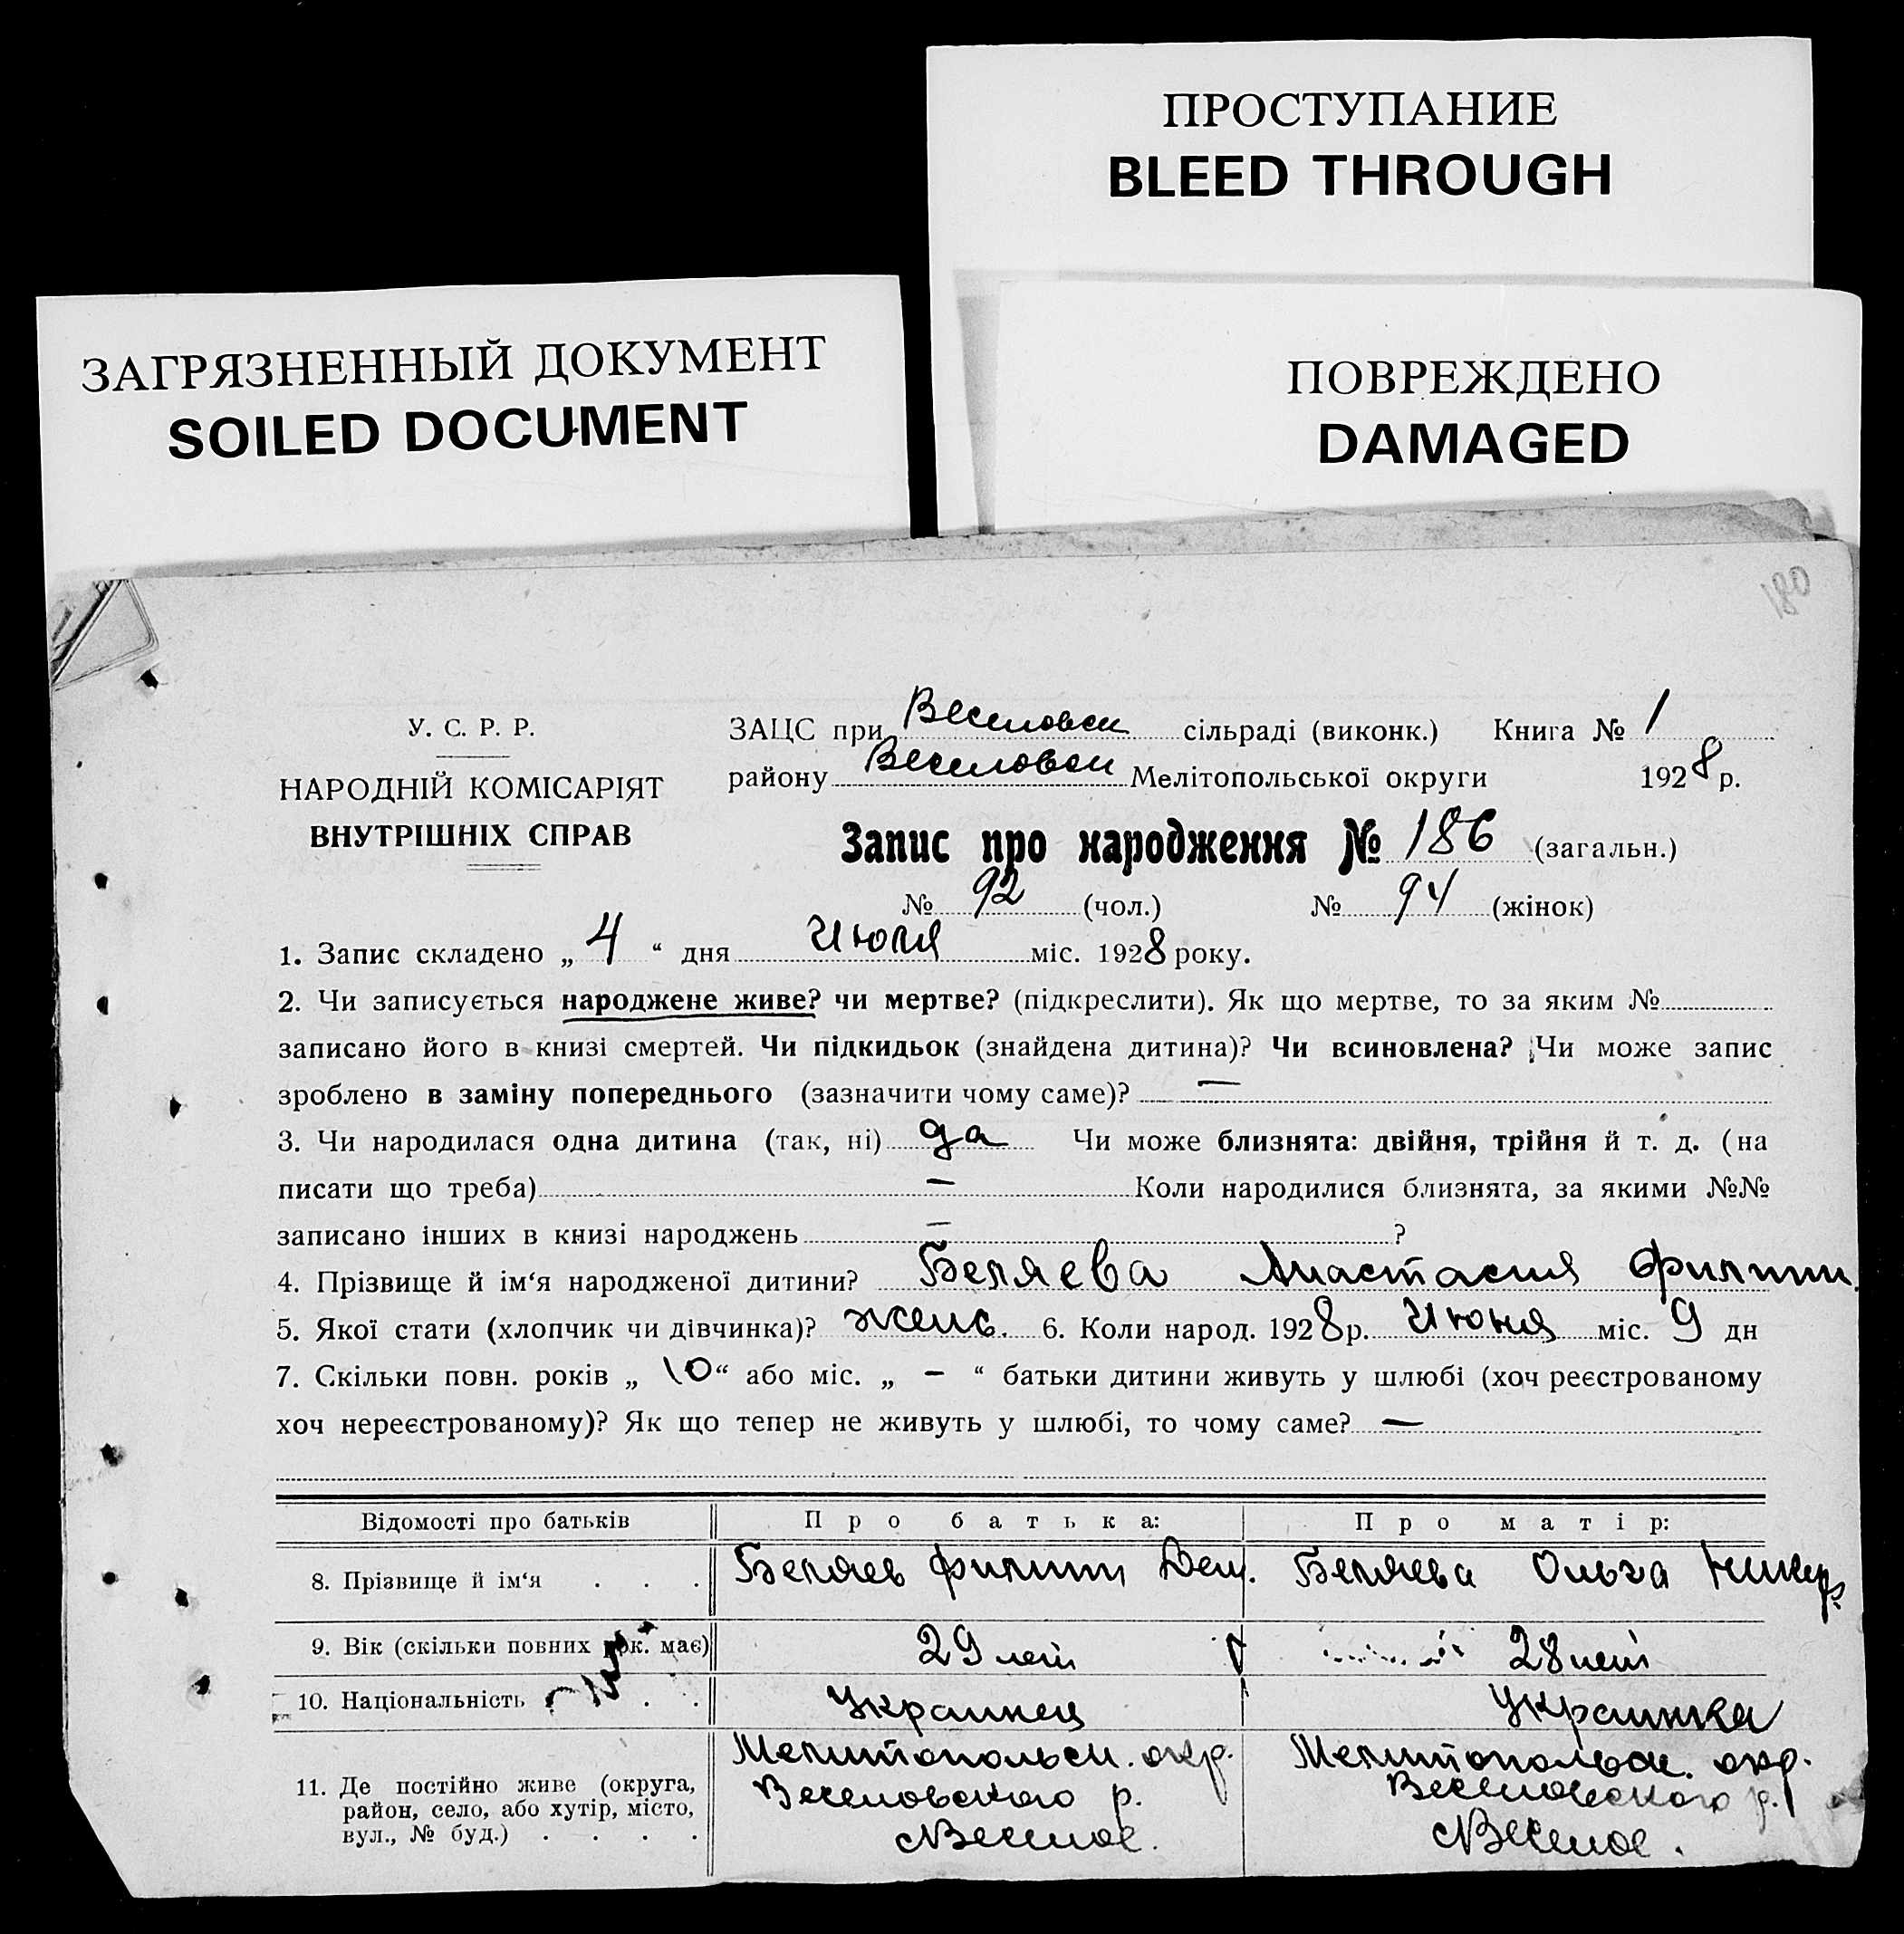 ПРОСТУПАНИЕ
BLEED THROUGH
ЗАГРЯЗНЕННЫЙ ДОКУМЕНТ
SOILED DOCUMENT
ПОВРЕЖДЕНО
DAMAGED
180
У. С. Р. Р.
НАРОДНІЙ КОМІСАРІЯТ
ВНУТРІШНІХ СПРАВ
ЗАЦС при Веселовск сільраді (виконк.) Книга № 1
району Веселовск Мелітопольської округи 1928 р.
Запис про народження № 186 (загальн.)
№ 92 (чол.) № 94 (жінок)
1. Запис складено „ 4 “ дня Июля міс. 1928 року.
2. Чи записується народжене живе? чи мертве? (підкреслити). Як що мертве, то за яким №
записано його в книзі смертей. Чи підкидьок (знайдена дитина)? Чи всиновлена? Чи може запис
зроблено в заміну попереднього (зазначити чому саме)? —
3. Чи народилася одна дитина (так, ні) да Чи може близнята: двійня, трійня й т. д. (на
писати що треба) — Коли народилися близнята, за якими №№
записано інших в книзі народжень — ?
4. Прізвище й ім‘я народженої дитини? Беляева Анастасия Филипп.
5. Якої стати (хлопчик чи дівчинка)? женс. 6. Коли народ. 1928 р. Июня міс. 9 дн
7. Скільки повн. років „ 10 “ або міс. „ — “ батьки дитини живуть у шлюбі (хоч реєстрованому
хоч нереєстрованому)? Як що тепер не живуть у шлюбі, то чому саме? —
Відомості про батьків Про батька: Про матір:
8. Прізвище й ім‘я . . . Беляев Филипп Дем. Беляева Ольга
9. Вік (скільки повних рок. має) 29 лет 28 лет
10. Національність . . . Украинец Украинка
11. Де постійно живе (округа, Мелитопольск. окр. Мелитопольск. окр.
район, село, або хутір, місто, Веселовского р. Веселовского р.
вул., № буд.) . . . . с Веселое. с Веселое.